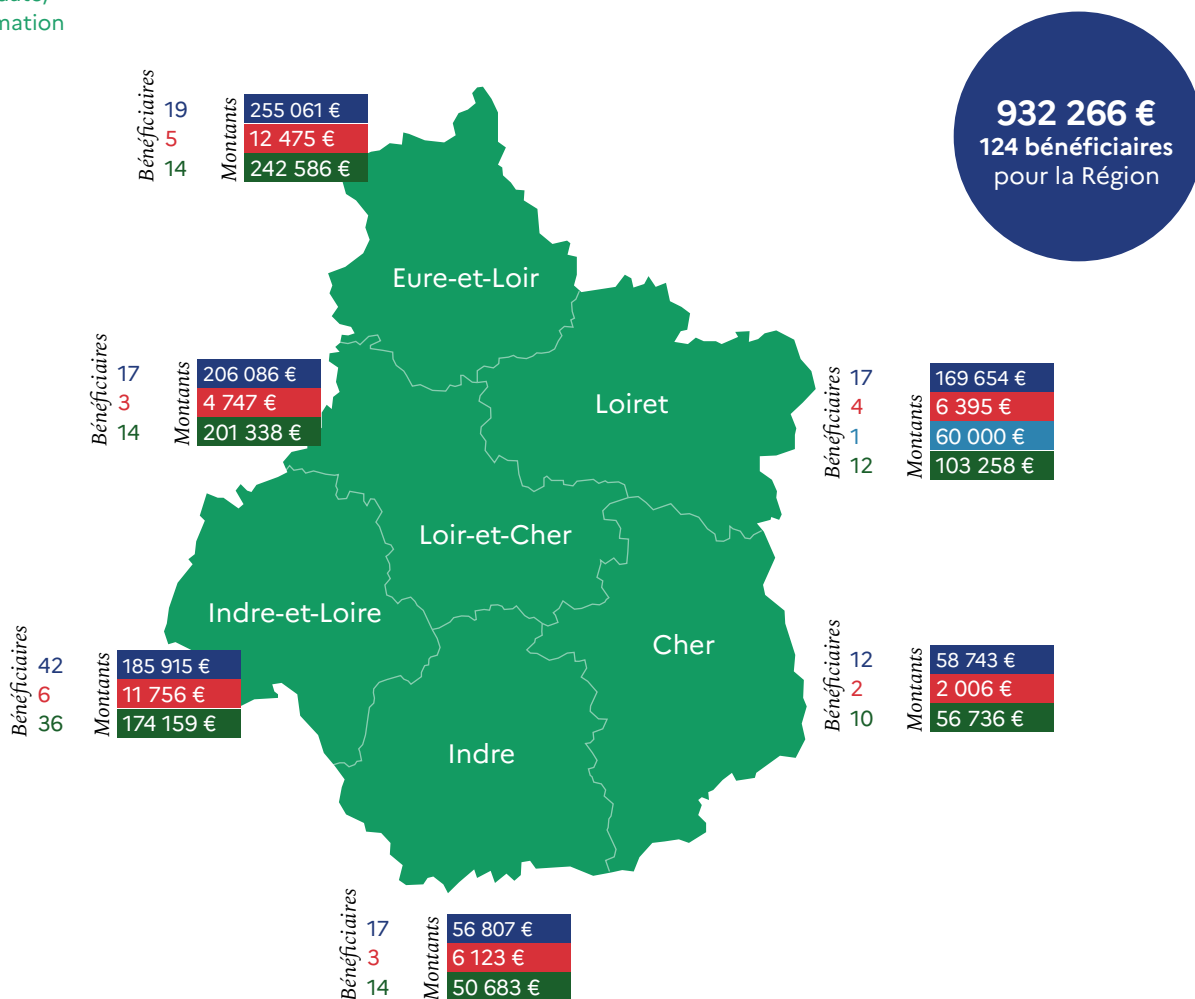 mation
932 266 €
124 bénéficiaires
pour la Région
Bénéficiaires
19
5
14
Montants
255 061 €
12 475 €
242 586 €
Eure-et-Loir
Bénéficiaires
17
3
14
Montants
206 086 €
4 747 €
201 338 €
Loiret
Bénéficiaires
17
4
1
12
Montants
169 654 €
6 395 €
60 000 €
103 258 €
Loir-et-Cher
Indre-et-Loire
Cher
Bénéficiaires
42
6
36
Montants
185 915 €
11 756 €
174 159 €
Bénéficiaires
12
2
10
Montants
58 743 €
2 006 €
56 736 €
Indre
Bénéficiaires
17
3
14
Montants
56 807 €
6 123 €
50 683 €